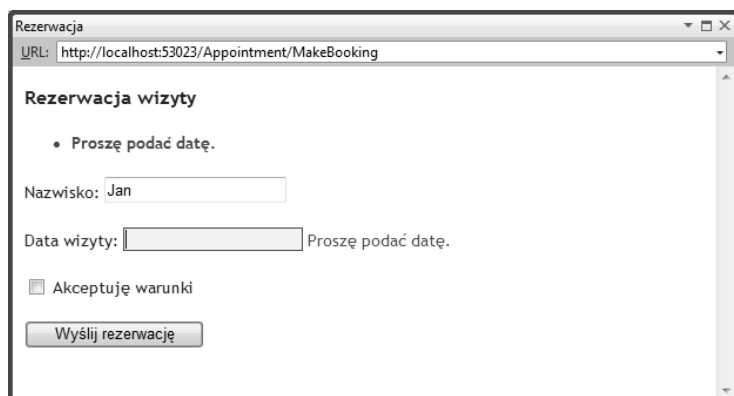 Rezerwacja
URL: http://localhost:53023/Appointment/MakeBooking
Rezerwacja wizyty
• Proszę podać datę.
Nazwisko: Jan
Data wizyty: Proszę podać datę.
Akceptuję warunki
Wyślij rezerwację